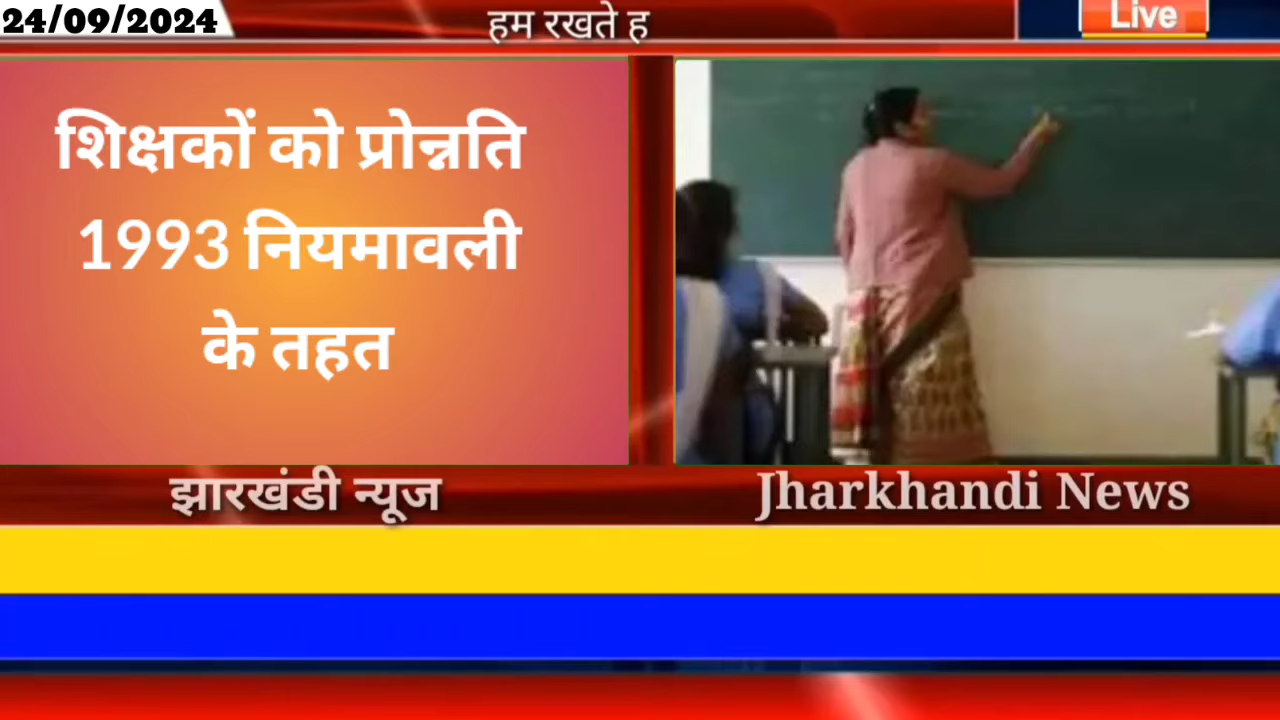 24/09/2024
हम रखते ह
Live
शिक्षकों को प्रोन्नति
1993 नियमावली
के तहत
झारखंडी न्यूज
Jharkhandi News